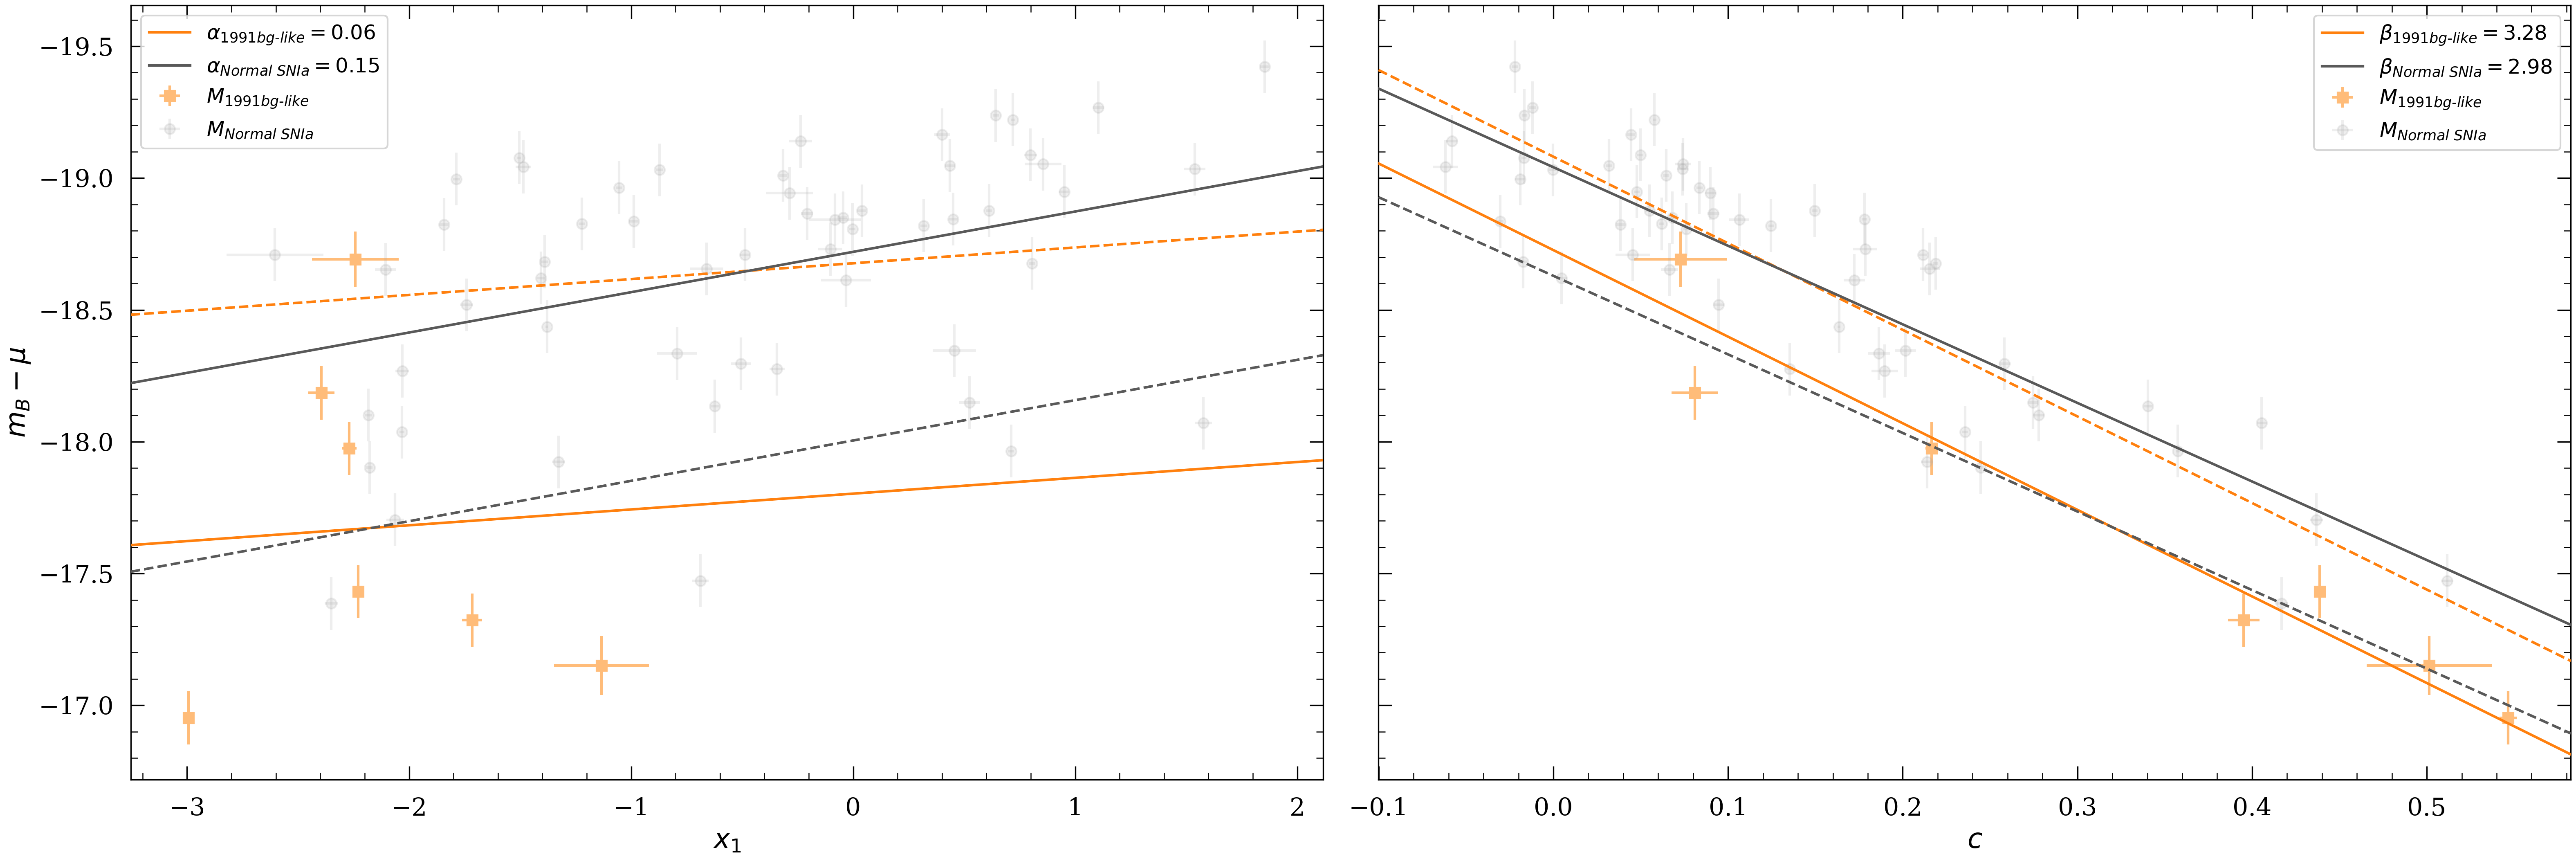 α1991bg-like = 0.06
αNormal SNIa = 0.15
M1991bg-like
MNormal SNIa
β1991bg-like = 3.28
βNormal SNIa = 2.98
M1991bg-like
MNormal SNIa
−19.5
−19.0
−18.5
−18.0
−17.5
−17.0
mB − μ
−3 −2 −1 0 1 2
x1
−0.1 0.0 0.1 0.2 0.3 0.4 0.5
c